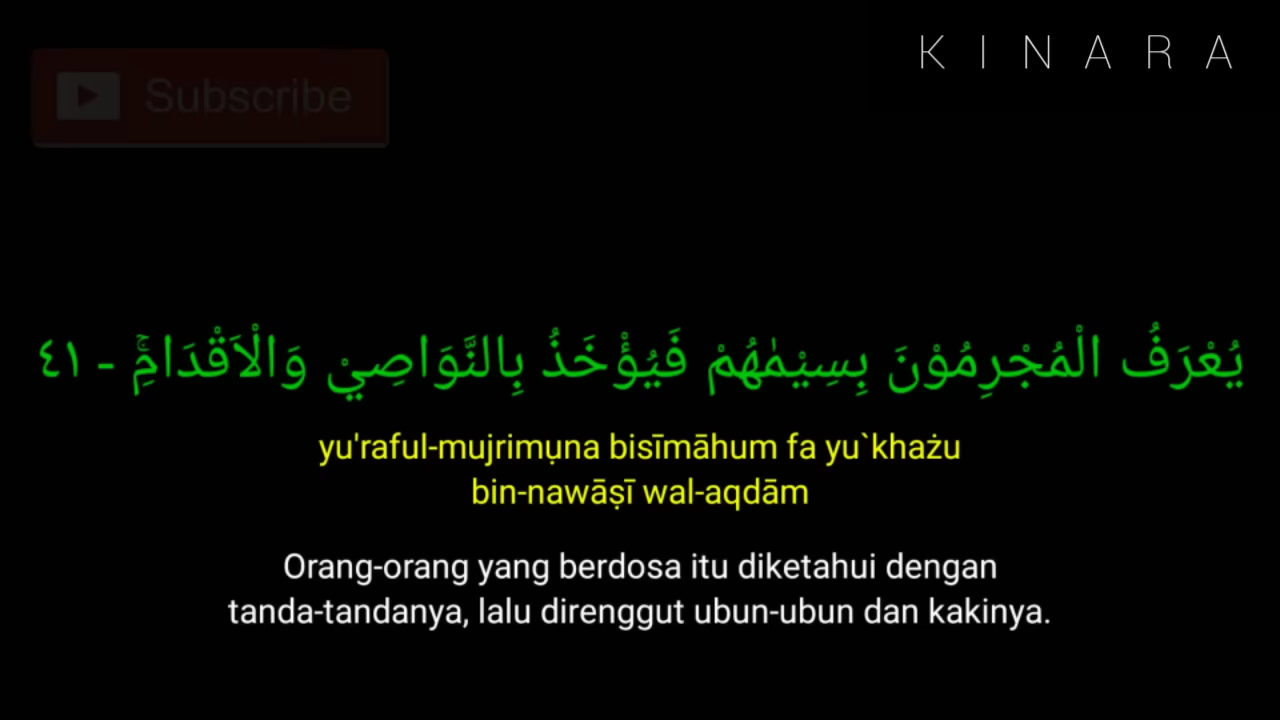 K I N A R A
Subscribe
يُعْرَفُ الْمُجْرِمُوْنَ بِسِيْمٰهُمْ فَيُؤْخَذُ بِالنَّوَاصِيْ وَالْاَقْدَامِۚ - ٤١
yu'raful-mujrimụna bisīmāhum fa yu`khażu
bin-nawāṣī wal-aqdām
Orang-orang yang berdosa itu diketahui dengan
tanda-tandanya, lalu direnggut ubun-ubun dan kakinya.